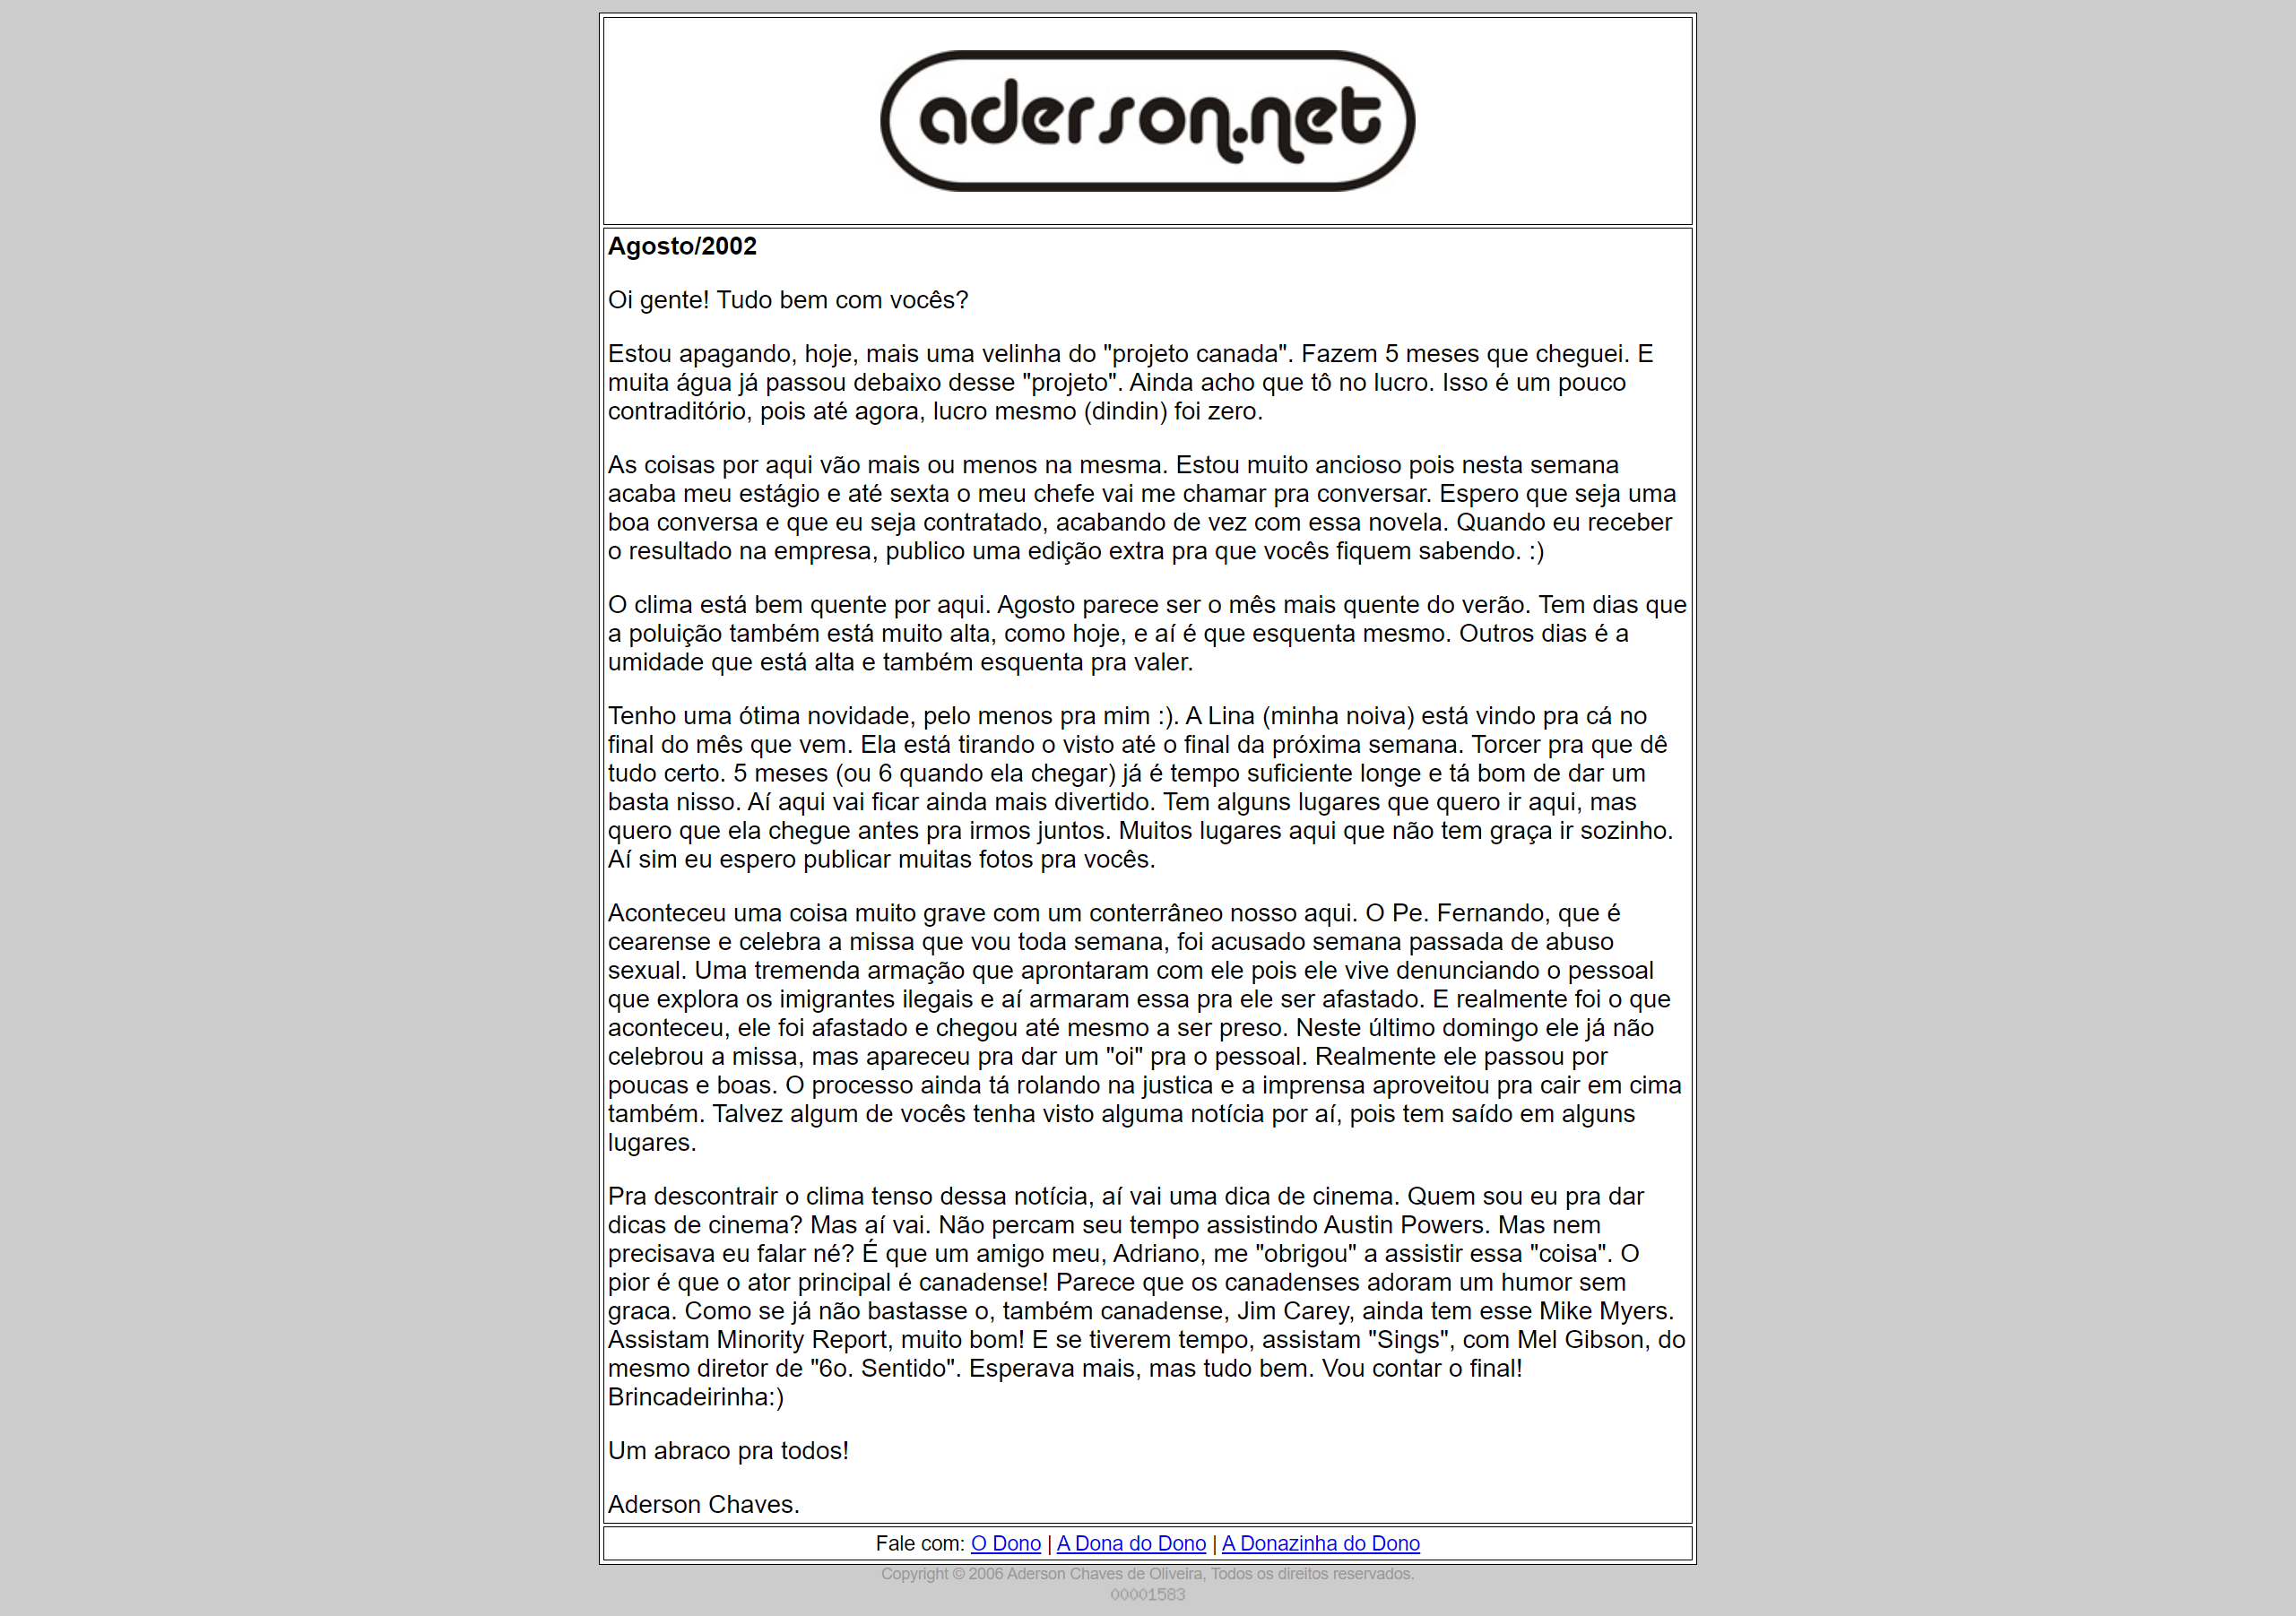 aderson.net
Agosto/2002
Oi gente! Tudo bem com vocês?
Estou apagando, hoje, mais uma velinha do "projeto canada". Fazem 5 meses que cheguei. E
muita água já passou debaixo desse "projeto". Ainda acho que tô no lucro. Isso é um pouco
contraditório, pois até agora, lucro mesmo (dindin) foi zero.
As coisas por aqui vão mais ou menos na mesma. Estou muito ancioso pois nesta semana
acaba meu estágio e até sexta o meu chefe vai me chamar pra conversar. Espero que seja uma
boa conversa e que eu seja contratado, acabando de vez com essa novela. Quando eu receber
o resultado na empresa, publico uma edição extra pra que vocês fiquem sabendo. :)
O clima está bem quente por aqui. Agosto parece ser o mês mais quente do verão. Tem dias que
a poluição também está muito alta, como hoje, e aí é que esquenta mesmo. Outros dias é a
umidade que está alta e também esquenta pra valer.
Tenho uma ótima novidade, pelo menos pra mim :). A Lina (minha noiva) está vindo pra cá no
final do mês que vem. Ela está tirando o visto até o final da próxima semana. Torcer pra que dê
tudo certo. 5 meses (ou 6 quando ela chegar) já é tempo suficiente longe e tá bom de dar um
basta nisso. Aí aqui vai ficar ainda mais divertido. Tem alguns lugares que quero ir aqui, mas
quero que ela chegue antes pra irmos juntos. Muitos lugares aqui que não tem graça ir sozinho.
Aí sim eu espero publicar muitas fotos pra vocês.
Aconteceu uma coisa muito grave com um conterrâneo nosso aqui. O Pe. Fernando, que é
cearense e celebra a missa que vou toda semana, foi acusado semana passada de abuso
sexual. Uma tremenda armação que aprontaram com ele pois ele vive denunciando o pessoal
que explora os imigrantes ilegais e aí armaram essa pra ele ser afastado. E realmente foi o que
aconteceu, ele foi afastado e chegou até mesmo a ser preso. Neste último domingo ele já não
celebrou a missa, mas apareceu pra dar um "oi" pra o pessoal. Realmente ele passou por
poucas e boas. O processo ainda tá rolando na justica e a imprensa aproveitou pra cair em cima
também. Talvez algum de vocês tenha visto alguma notícia por aí, pois tem saído em alguns
lugares.
Pra descontrair o clima tenso dessa notícia, aí vai uma dica de cinema. Quem sou eu pra dar
dicas de cinema? Mas aí vai. Não percam seu tempo assistindo Austin Powers. Mas nem
precisava eu falar né? É que um amigo meu, Adriano, me "obrigou" a assistir essa "coisa". O
pior é que o ator principal é canadense! Parece que os canadenses adoram um humor sem
graca. Como se já não bastasse o, também canadense, Jim Carey, ainda tem esse Mike Myers.
Assistam Minority Report, muito bom! E se tiverem tempo, assistam "Sings", com Mel Gibson, do
mesmo diretor de "6o. Sentido". Esperava mais, mas tudo bem. Vou contar o final!
Brincadeirinha:)
Um abraco pra todos!
Aderson Chaves.
Fale com: O Dono | A Dona do Dono | A Donazinha do Dono
Copyright © 2006 Aderson Chaves de Oliveira, Todos os direitos reservados.
00001583